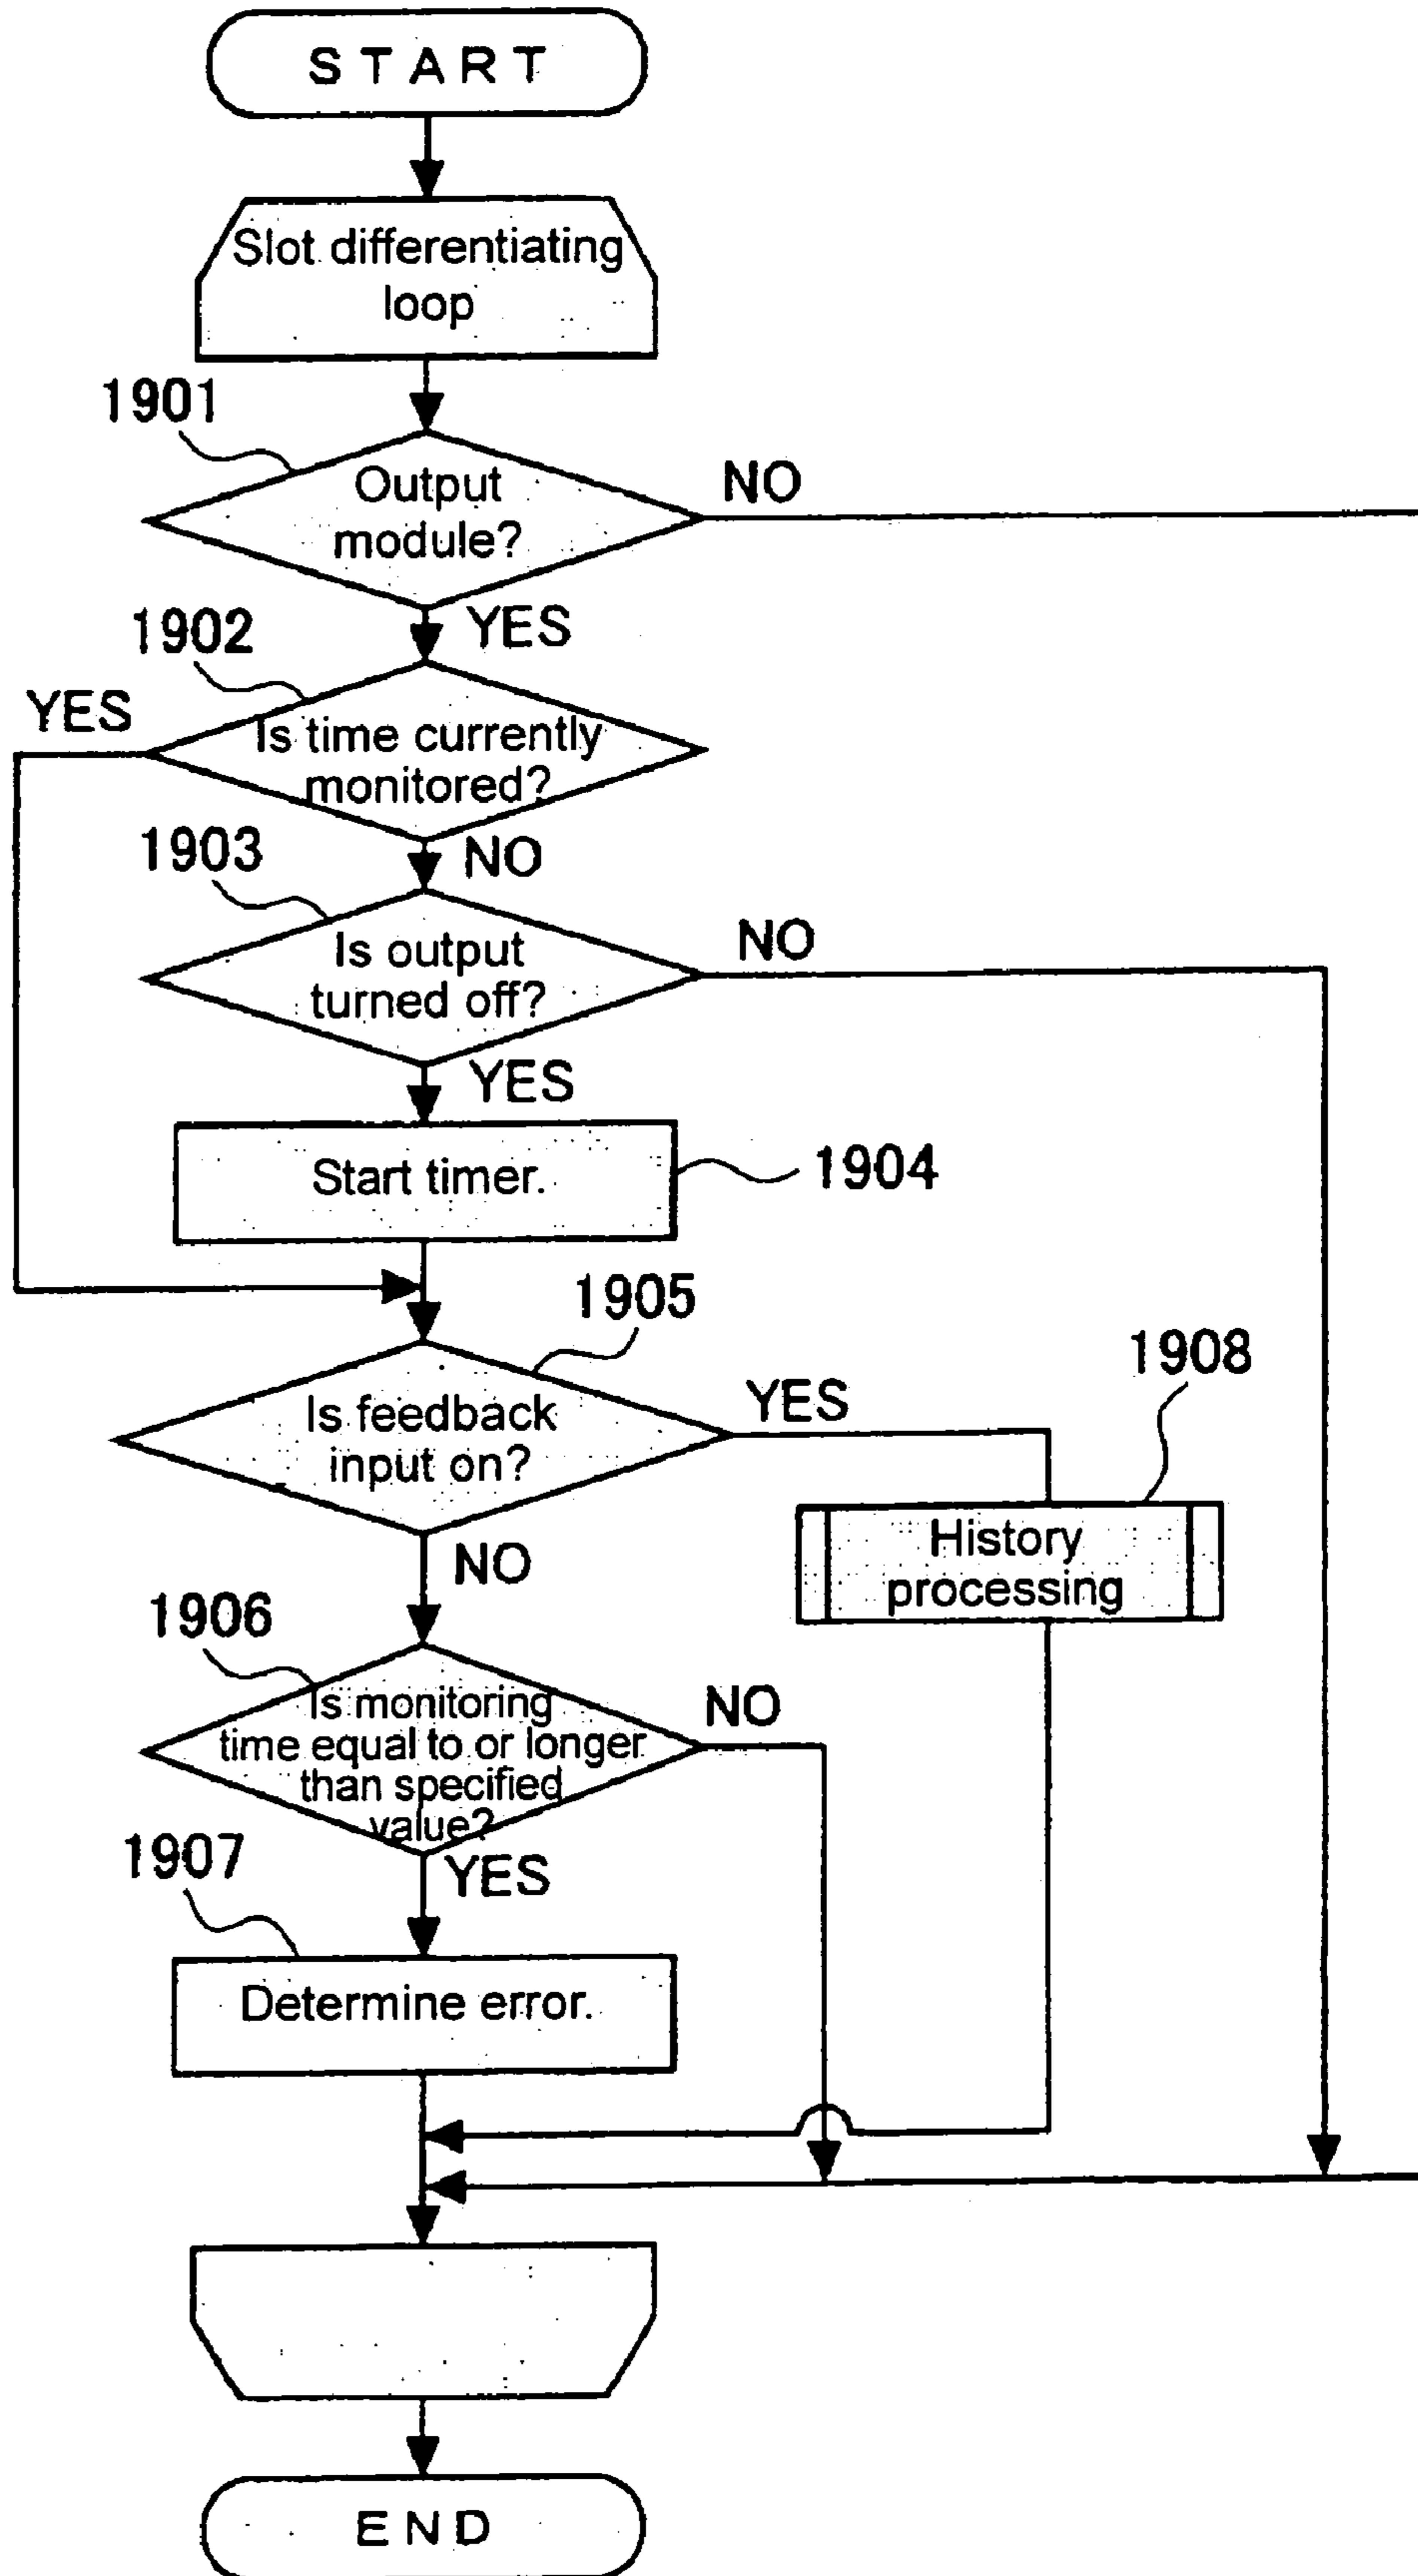 START
Slot differentiating
loop
1901
Output
module?
NO
YES
1902
YES
Is time currently
monitored?
NO
1903
Is output
turned off?
NO
YES
Start timer.
1904
1905
Is feedback
input on?
YES
1908
History
processing
NO
1906
Is monitoring
time equal to or longer
than specified
value?
NO
YES
1907
Determine error.
END